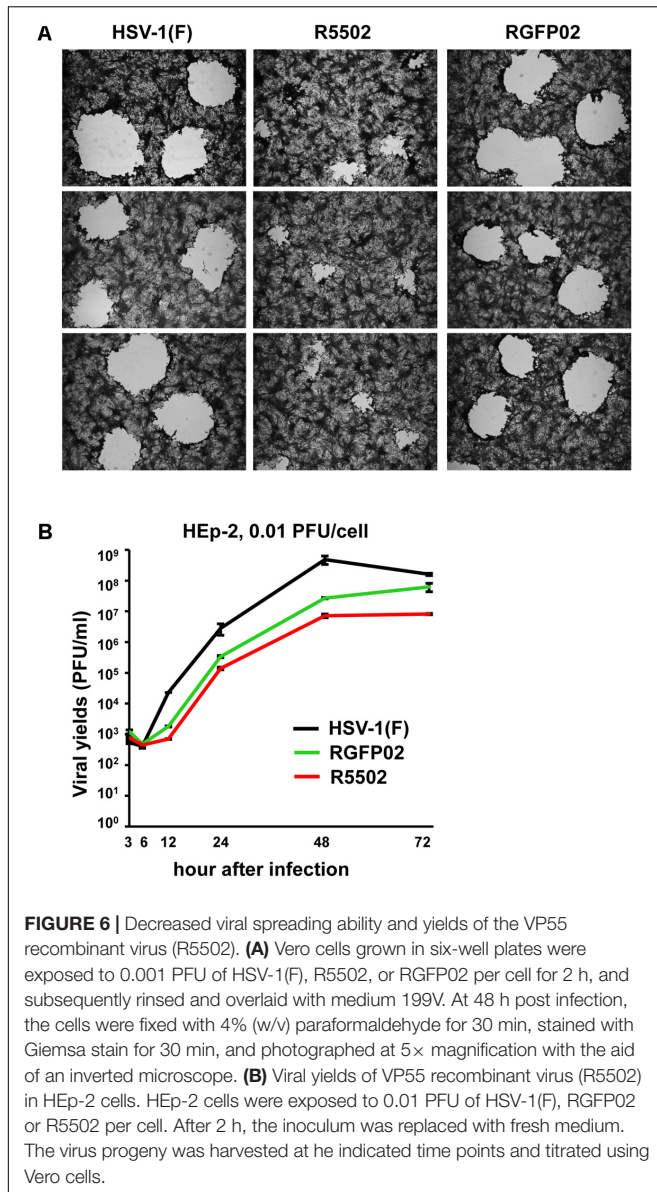 A
HSV-1(F) R5502 RGFP02
B
HEp-2, 0.01 PFU/cell
10⁹
10⁸
10⁷
10⁶
10⁵
10⁴
10³
10²
10¹
10⁰
Viral yields (PFU/ml)
HSV-1(F)
RGFP02
R5502
3 6 12 24 48 72
hour after infection
FIGURE 6 | Decreased viral spreading ability and yields of the VP55
recombinant virus (R5502). (A) Vero cells grown in six-well plates were
exposed to 0.001 PFU of HSV-1(F), R5502, or RGFP02 per cell for 2 h, and
subsequently rinsed and overlaid with medium 199V. At 48 h post infection,
the cells were fixed with 4% (w/v) paraformaldehyde for 30 min, stained with
Giemsa stain for 30 min, and photographed at 5× magnification with the aid
of an inverted microscope. (B) Viral yields of VP55 recombinant virus (R5502)
in HEp-2 cells. HEp-2 cells were exposed to 0.01 PFU of HSV-1(F), RGFP02
or R5502 per cell. After 2 h, the inoculum was replaced with fresh medium.
The virus progeny was harvested at he indicated time points and titrated using
Vero cells.